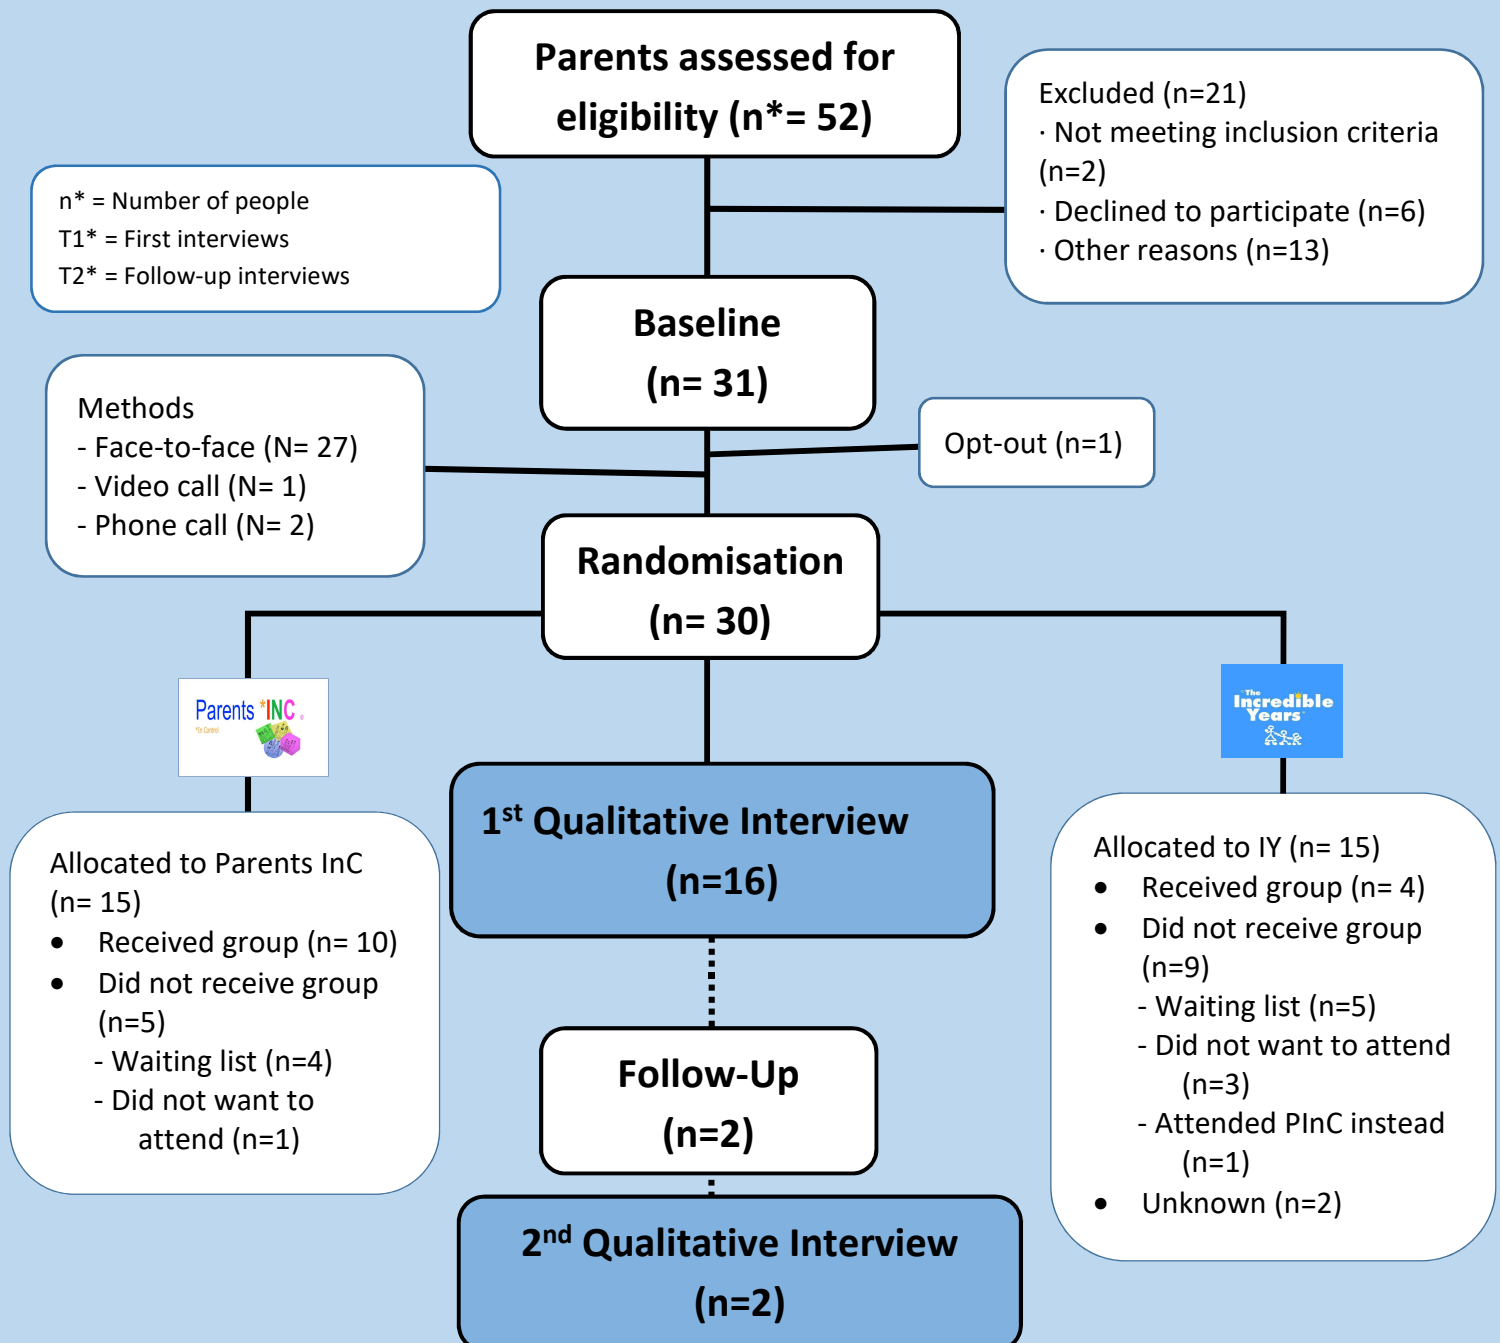 Parents assessed for
eligibility (n*= 52)
Excluded (n=21)
· Not meeting inclusion criteria
(n=2)
· Declined to participate (n=6)
· Other reasons (n=13)
n* = Number of people
T1* = First interviews
T2* = Follow-up interviews
Baseline
(n= 31)
Methods
- Face-to-face (N= 27)
- Video call (N= 1)
- Phone call (N= 2)
Opt-out (n=1)
Randomisation
(n= 30)
Parents *INC
*In Control
The
Incredible
Years
1st Qualitative Interview
(n=16)
Allocated to Parents InC
(n= 15)
• Received group (n= 10)
• Did not receive group
(n=5)
- Waiting list (n=4)
- Did not want to
attend (n=1)
Allocated to IY (n= 15)
• Received group (n= 4)
• Did not receive group
(n=9)
- Waiting list (n=5)
- Did not want to attend
(n=3)
- Attended PInC instead
(n=1)
• Unknown (n=2)
Follow-Up
(n=2)
2nd Qualitative Interview
(n=2)